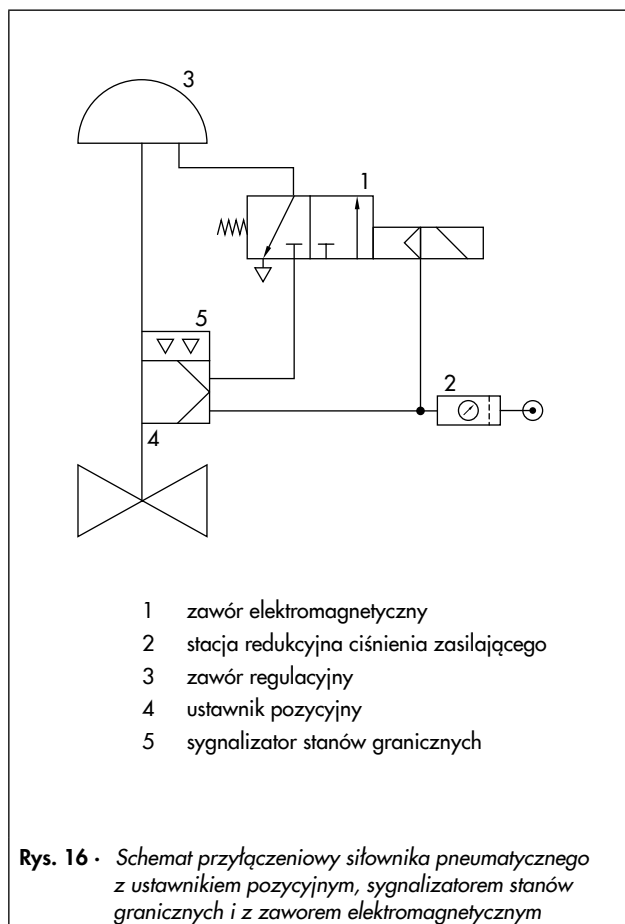 3
1
5
2
4
1 zawór elektromagnetyczny
2 stacja redukcyjna ciśnienia zasilającego
3 zawór regulacyjny
4 ustawnik pozycyjny
5 sygnalizator stanów granicznych
Rys. 16 · Schemat przyłączeniowy siłownika pneumatycznego
z ustawnikiem pozycyjnym, sygnalizatorem stanów
granicznych i z zaworem elektromagnetycznym